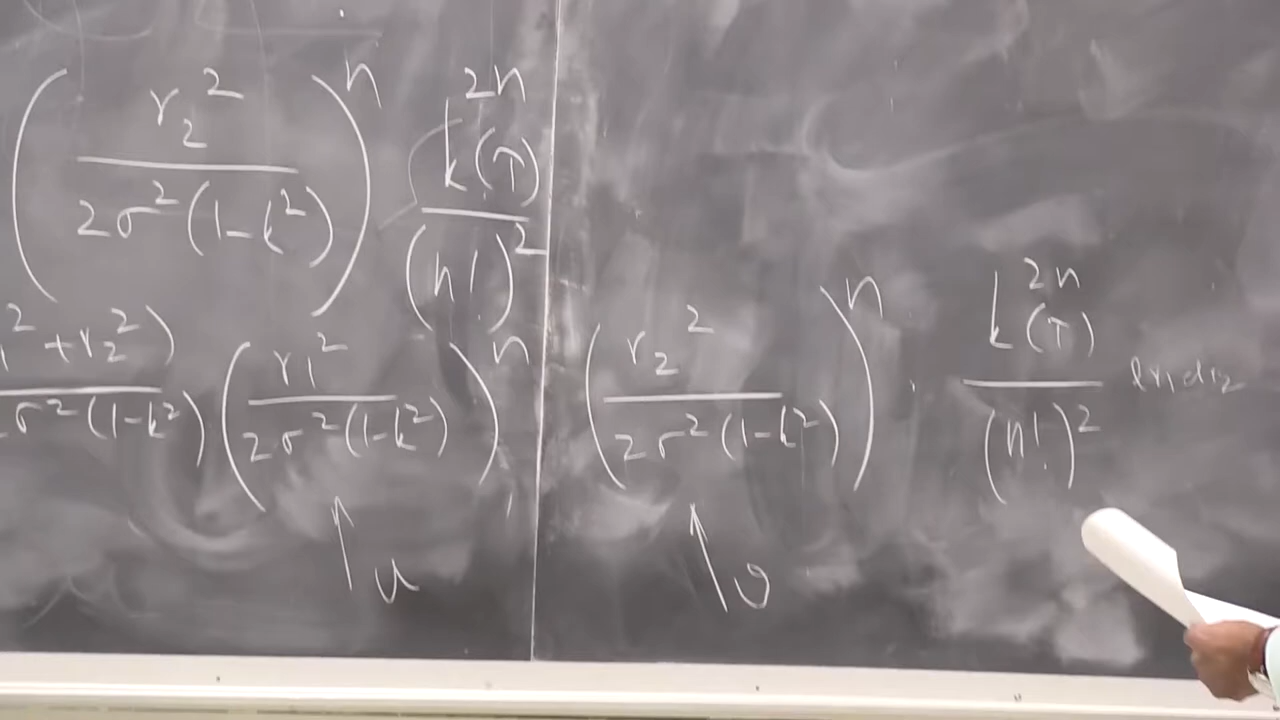 (r₂² / 2σ²(1-k²))ⁿ k²ⁿ(T) / (n!)²
² + r₂²) / σ²(1-k²) (r₁² / 2σ²(1-k²))ⁿ (r₂² / 2σ²(1-k²))ⁿ · k²ⁿ(T) / (n!)² dr₁dr₂
u v